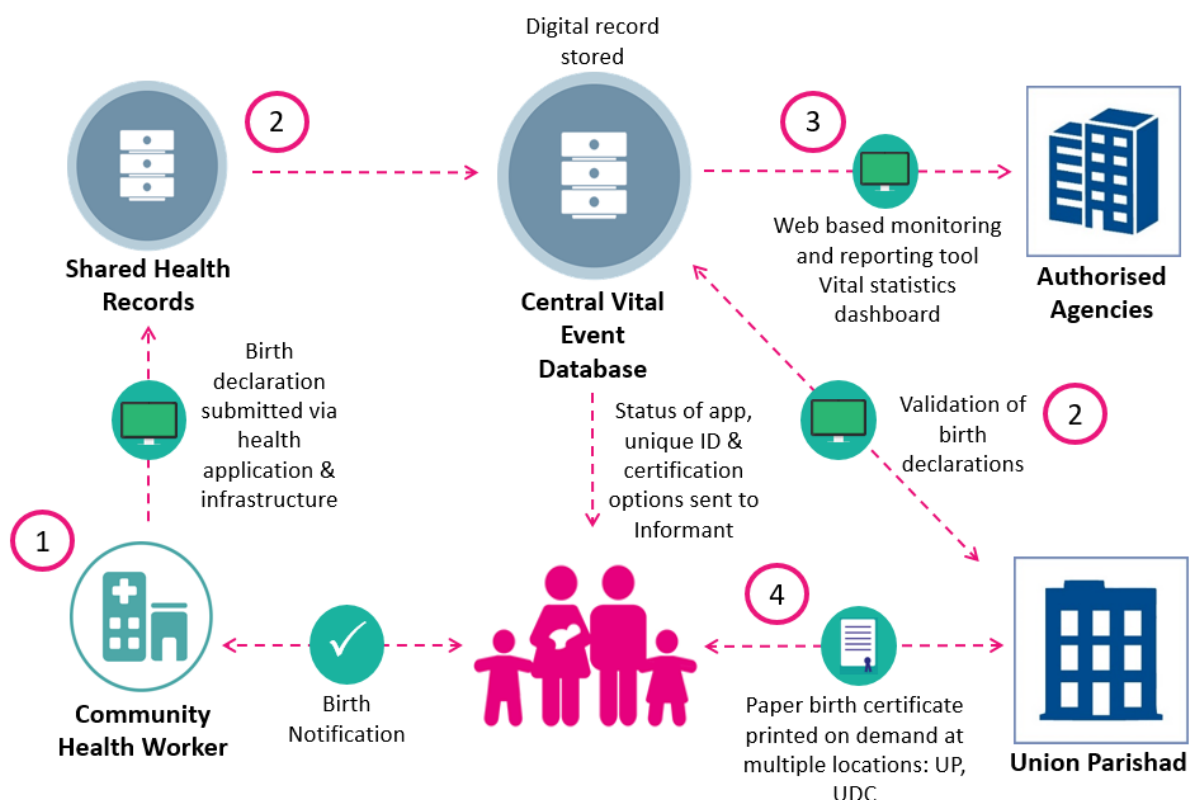 Digital record
stored
2
3
Shared Health
Records
Central Vital
Event
Database
Web based monitoring
and reporting tool
Vital statistics
dashboard
Authorised
Agencies
Birth
declaration
submitted via
health
application &
infrastructure
Status of app,
unique ID &
certification
options sent to
Informant
Validation of
birth
declarations
2
1
4
Community
Health Worker
Birth
Notification
Paper birth certificate
printed on demand at
multiple locations: UP,
UDC
Union Parishad